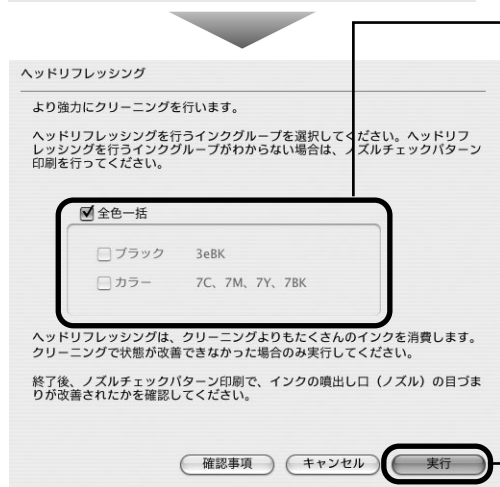 ヘッドリフレッシング
より強力にクリーニングを行います。
ヘッドリフレッシングを行うインクグループを選択してください。ヘッドリフ
レッシングを行うインクグループがわからない場合は、ノズルチェックパターン
印刷を行ってください。
全色一括
ブラック 3eBK
カラー 7C、7M、7Y、7BK
ヘッドリフレッシングは、クリーニングよりもたくさんのインクを消費します。
クリーニングで状態が改善できなかった場合のみ実行してください。
終了後、ノズルチェックパターン印刷で、インクの噴出し口（ノズル）の目づま
りが改善されたかを確認してください。
確認事項 キャンセル 実行